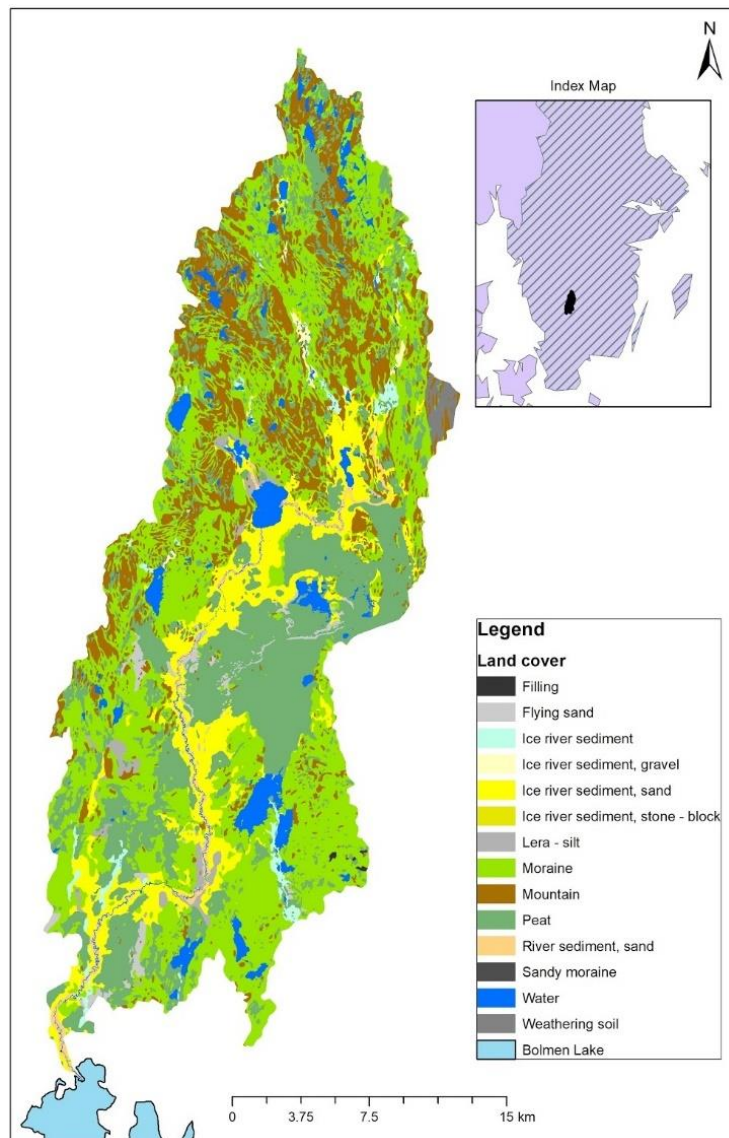 N
Index Map
Legend
Land cover
Filling
Flying sand
Ice river sediment
Ice river sediment, gravel
Ice river sediment, sand
Ice river sediment, stone - block
Lera - silt
Moraine
Mountain
Peat
River sediment, sand
Sandy moraine
Water
Weathering soil
Bolmen Lake
0 3.75 7.5 15 km